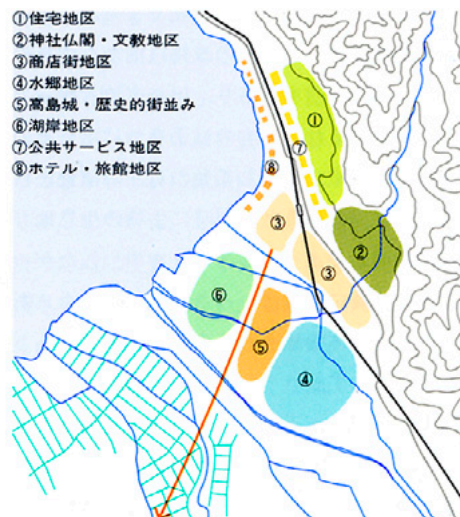 ①住宅地区
②神社仏閣・文教地区
③商店街地区
④水郷地区
⑤高島城・歴史的街並み
⑥湖岸地区
⑦公共サービス地区
⑧ホテル・旅館地区
①
⑦
⑧
③
②
③
⑥
⑤
④